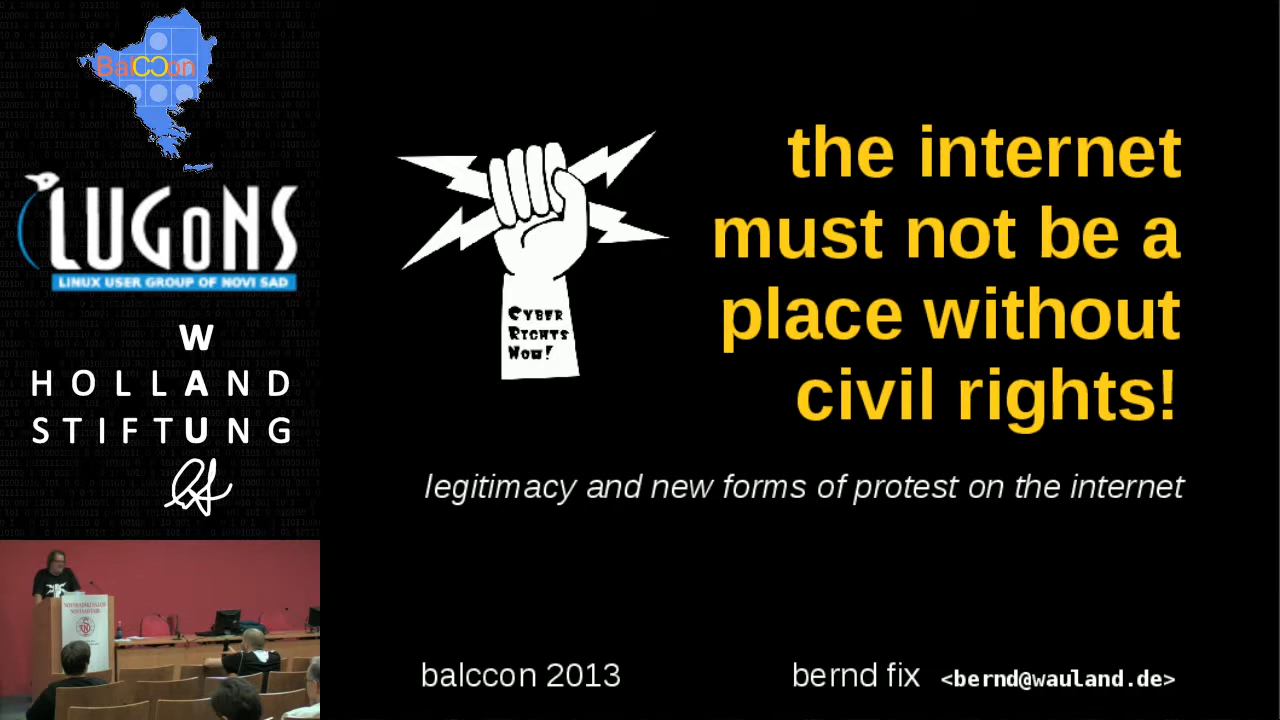 BalCCon
LUGoNS
LINUX USER GROUP OF NOVI SAD
W
HOLLAND
STIFTUNG
the internet
must not be a
place without
civil rights!
CYBER
RIGHTS
NOW!
legitimacy and new forms of protest on the internet
balccon 2013
bernd fix <bernd@wauland.de>